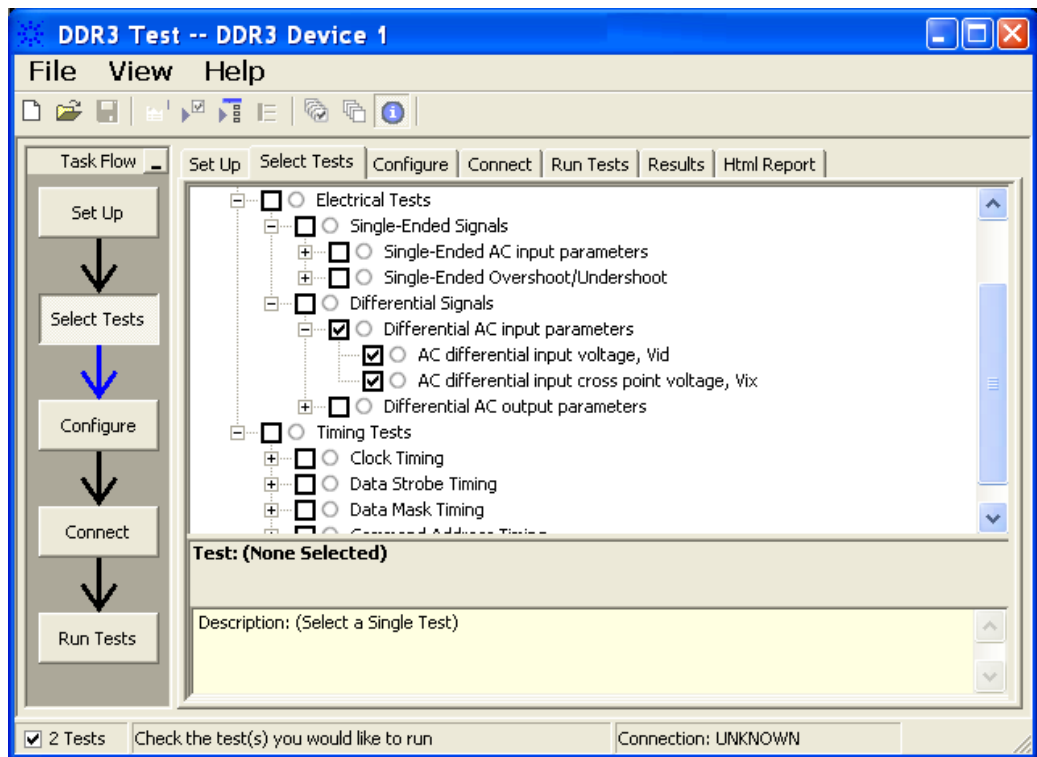 DDR3 Test -- DDR3 Device 1
File View Help
Task Flow
Set Up
Select Tests
Configure
Connect
Run Tests
Set Up Select Tests Configure Connect Run Tests Results Html Report
Electrical Tests
Single-Ended Signals
Single-Ended AC input parameters
Single-Ended Overshoot/Undershoot
Differential Signals
Differential AC input parameters
AC differential input voltage, Vid
AC differential input cross point voltage, Vix
Differential AC output parameters
Timing Tests
Clock Timing
Data Strobe Timing
Data Mask Timing
Command Address Timing
Test: (None Selected)
Description: (Select a Single Test)
2 Tests Check the test(s) you would like to run Connection: UNKNOWN